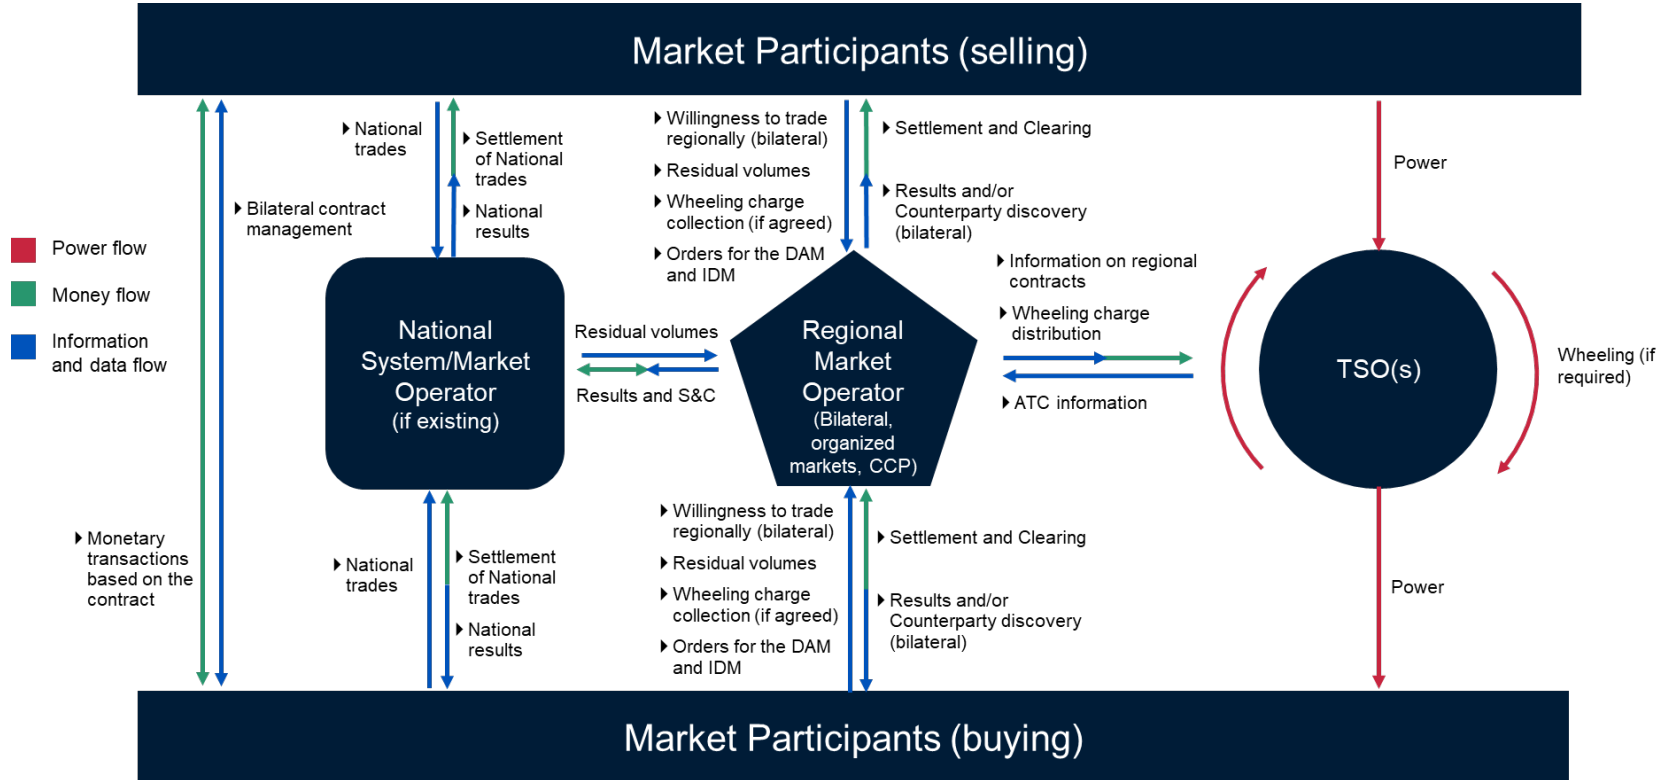 Market Participants (selling)
National
trades
Settlement
of National
trades
National
results
Willingness to trade
regionally (bilateral)
Residual volumes
Wheeling charge
collection (if agreed)
Orders for the DAM
and IDM
Settlement and Clearing
Results and/or
Counterparty discovery
(bilateral)
Power
Bilateral contract
management
Power flow
Money flow
Information
and data flow
National
System/Market
Operator
(if existing)
Residual volumes
Results and S&C
Regional
Market
Operator
(Bilateral,
organized
markets, CCP)
Information on regional
contracts
Wheeling charge
distribution
ATC information
TSO(s)
Wheeling (if
required)
Monetary
transactions
based on the
contract
National
trades
Settlement
of National
trades
National
results
Willingness to trade
regionally (bilateral)
Residual volumes
Wheeling charge
collection (if agreed)
Orders for the DAM
and IDM
Settlement and Clearing
Results and/or
Counterparty discovery
(bilateral)
Power
Market Participants (buying)